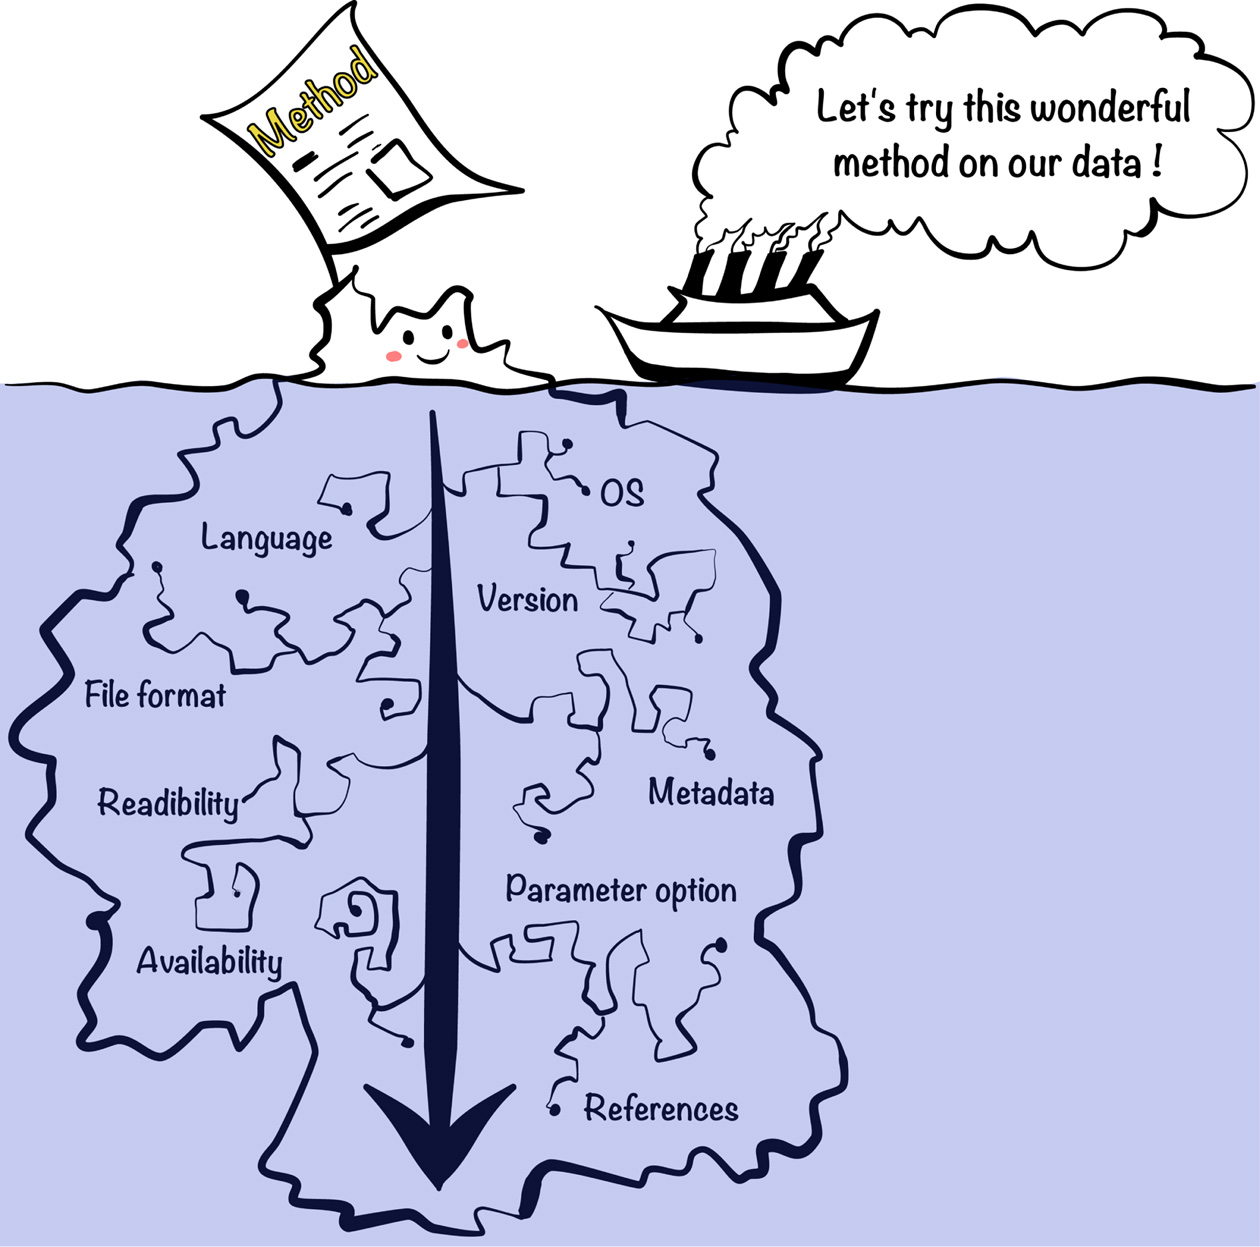 Method
Let's try this wonderful
method on our data !
OS
Language
Version
File format
Metadata
Readibility
Parameter option
Availability
References